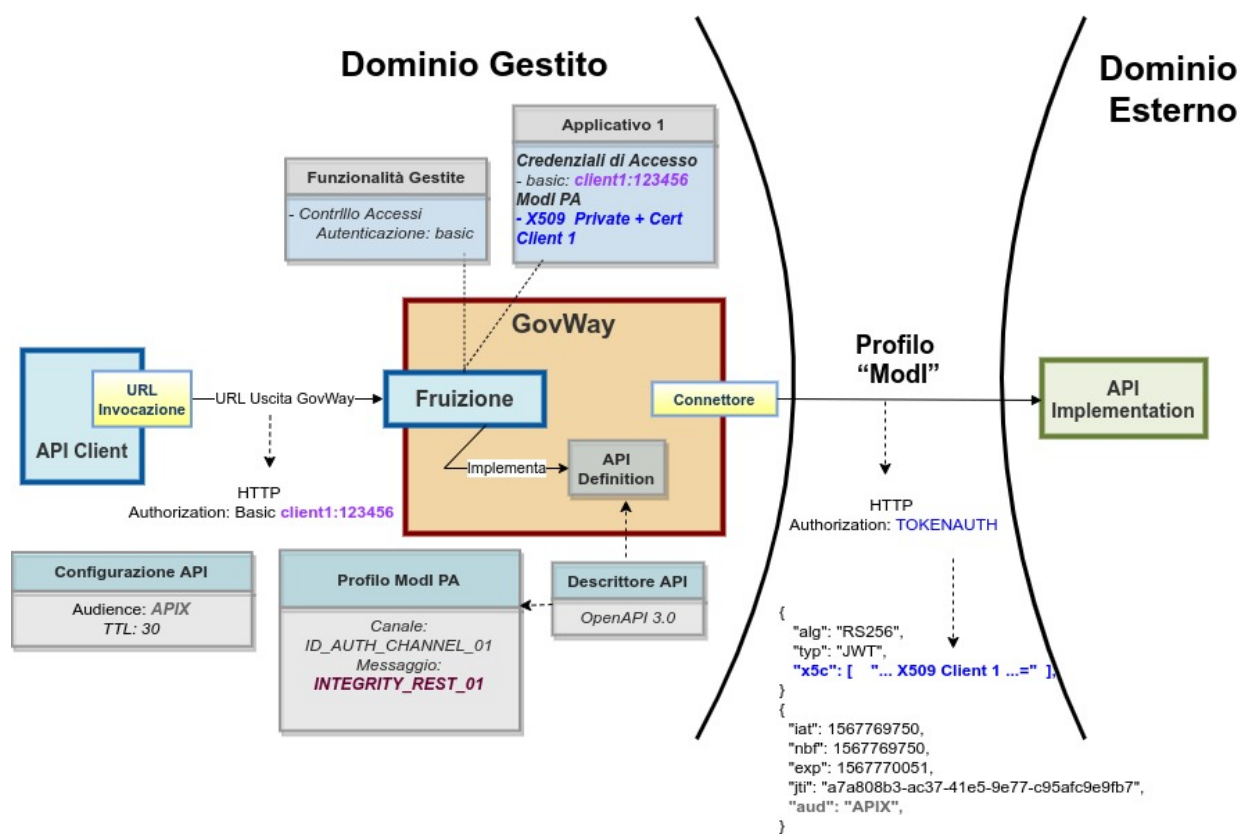 Dominio Gestito
Dominio
Esterno
Applicativo 1
Credenziali di Accesso
- basic: client1:123456
ModI PA
- X509 Private + Cert
Client 1
Funzionalità Gestite
- Contrllo Accessi
Autenticazione: basic
GovWay
Profilo
“ModI”
URL
Invocazione
API Client
URL Uscita GovWay
Fruizione
Connettore
API
Implementation
Implementa
API
Definition
HTTP
Authorization: Basic client1:123456
HTTP
Authorization: TOKENAUTH
Configurazione API
Audience: APIX
TTL: 30
Profilo ModI PA
Canale:
ID_AUTH_CHANNEL_01
Messaggio:
INTEGRITY_REST_01
Descrittore API
OpenAPI 3.0
{
"alg": "RS256",
"typ": "JWT",
"x5c": [ "... X509 Client 1 ...=" ],
}
{
"iat": 1567769750,
"nbf": 1567769750,
"exp": 1567770051,
"jti": "a7a808b3-ac37-41e5-9e77-c95afc9e9fb7",
"aud": "APIX",
}